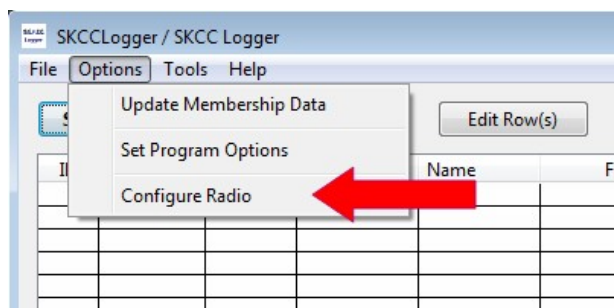 SKCCLogger / SKCC Logger
File Options Tools Help
Update Membership Data
Edit Row(s)
Set Program Options
Name
Configure Radio